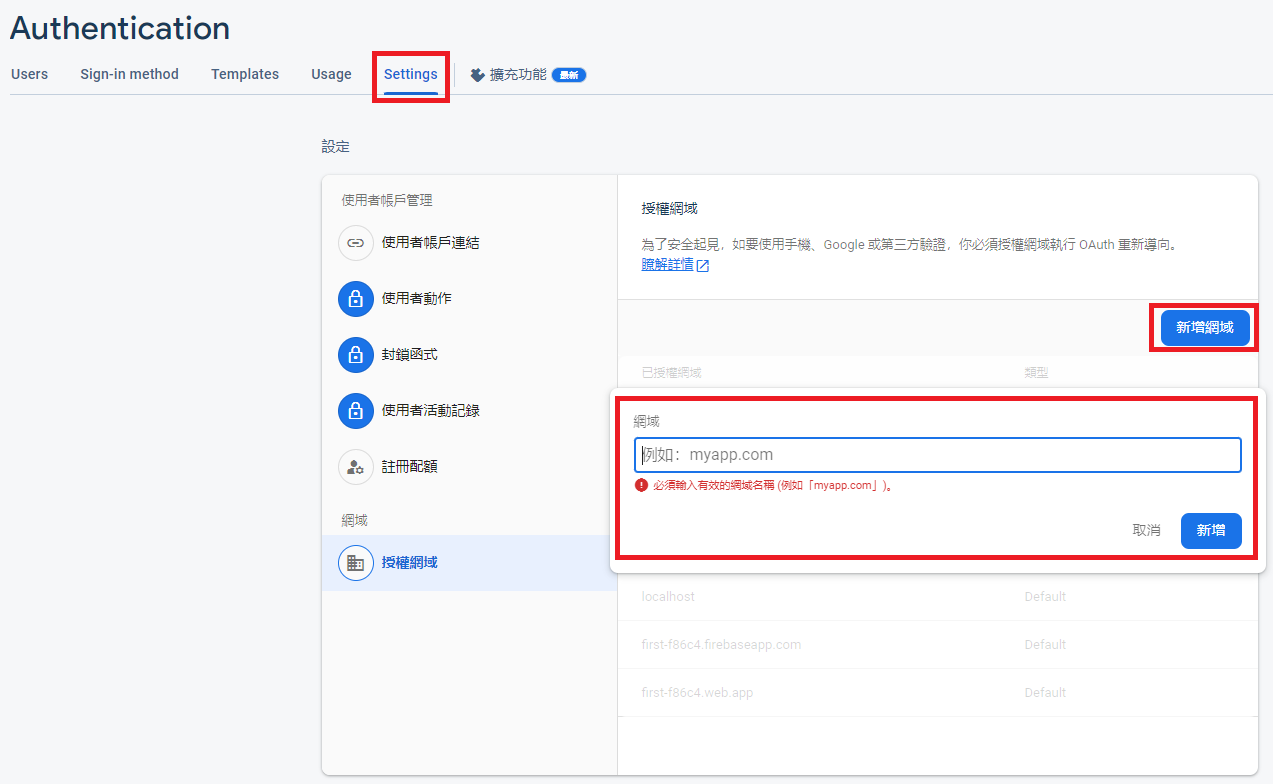 Authentication
Users Sign-in method Templates Usage Settings 擴充功能 最新
設定
使用者帳戶管理
使用者帳戶連結
使用者動作
封鎖函式
使用者活動記錄
註冊配額
網域
授權網域
授權網域
為了安全起見，如要使用手機、Google 或第三方驗證，你必須授權網域執行 OAuth 重新導向。
瞭解詳情
新增網域
已授權網域 類型
網域
例如：myapp.com
必須輸入有效的網域名稱 (例如「myapp.com」)。
取消 新增
localhost Default
first-f86c4.firebaseapp.com Default
first-f86c4.web.app Default